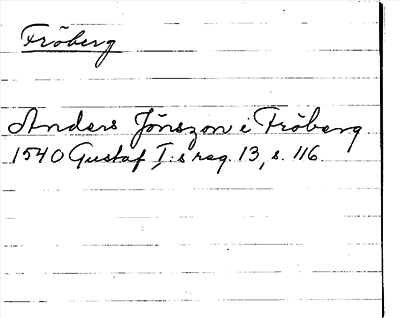 Fröberg
Anders Jönszon i Fröberg
1540 Gustaf I:s reg. 13, s. 116.